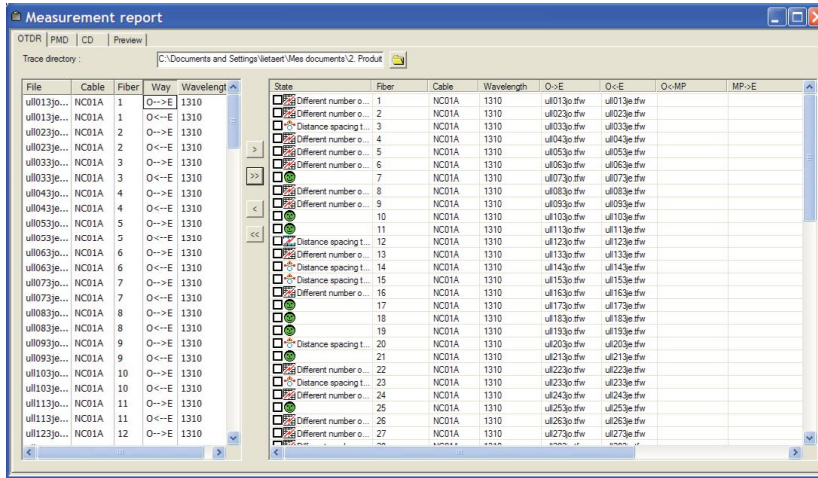 Measurement report
OTDR PMD CD Preview
Trace directory : C:\Documents and Settings\lietaert\Mes documents\2. Produit
File Cable Fiber Way Wavelengt
ull013jo... NC01A 1 O-->E 1310
ull013je... NC01A 1 O<--E 1310
ull023jo... NC01A 2 O-->E 1310
ull023je... NC01A 2 O<--E 1310
ull033jo... NC01A 3 O-->E 1310
ull033je... NC01A 3 O<--E 1310
ull043jo... NC01A 4 O-->E 1310
ull043je... NC01A 4 O<--E 1310
ull053jo... NC01A 5 O-->E 1310
ull053je... NC01A 5 O<--E 1310
ull063jo... NC01A 6 O-->E 1310
ull063je... NC01A 6 O<--E 1310
ull073jo... NC01A 7 O-->E 1310
ull073je... NC01A 7 O<--E 1310
ull083jo... NC01A 8 O-->E 1310
ull083je... NC01A 8 O<--E 1310
ull093jo... NC01A 9 O-->E 1310
ull093je... NC01A 9 O<--E 1310
ull103jo... NC01A 10 O-->E 1310
ull103je... NC01A 10 O<--E 1310
ull113jo... NC01A 11 O-->E 1310
ull113je... NC01A 11 O<--E 1310
ull123jo... NC01A 12 O-->E 1310
>
>>
<
<<
State Fiber Cable Wavelength O->E O<-E O<-MP MP->E
Different number o... 1 NC01A 1310 ull013jo.tfw ull013je.tfw
Different number o... 2 NC01A 1310 ull023jo.tfw ull023je.tfw
Distance spacing t... 3 NC01A 1310 ull033jo.tfw ull033je.tfw
Different number o... 4 NC01A 1310 ull043jo.tfw ull043je.tfw
Different number o... 5 NC01A 1310 ull053jo.tfw ull053je.tfw
Different number o... 6 NC01A 1310 ull063jo.tfw ull063je.tfw
7 NC01A 1310 ull073jo.tfw ull073je.tfw
Different number o... 8 NC01A 1310 ull083jo.tfw ull083je.tfw
Different number o... 9 NC01A 1310 ull093jo.tfw ull093je.tfw
10 NC01A 1310 ull103jo.tfw ull103je.tfw
11 NC01A 1310 ull113jo.tfw ull113je.tfw
Distance spacing t... 12 NC01A 1310 ull123jo.tfw ull123je.tfw
Different number o... 13 NC01A 1310 ull133jo.tfw ull133je.tfw
Distance spacing t... 14 NC01A 1310 ull143jo.tfw ull143je.tfw
Distance spacing t... 15 NC01A 1310 ull153jo.tfw ull153je.tfw
Different number o... 16 NC01A 1310 ull163jo.tfw ull163je.tfw
17 NC01A 1310 ull173jo.tfw ull173je.tfw
18 NC01A 1310 ull183jo.tfw ull183je.tfw
19 NC01A 1310 ull193jo.tfw ull193je.tfw
Distance spacing t... 20 NC01A 1310 ull203jo.tfw ull203je.tfw
21 NC01A 1310 ull213jo.tfw ull213je.tfw
Different number o... 22 NC01A 1310 ull223jo.tfw ull223je.tfw
Distance spacing t... 23 NC01A 1310 ull233jo.tfw ull233je.tfw
Different number o... 24 NC01A 1310 ull243jo.tfw ull243je.tfw
25 NC01A 1310 ull253jo.tfw ull253je.tfw
Different number o... 26 NC01A 1310 ull263jo.tfw ull263je.tfw
Different number o... 27 NC01A 1310 ull273jo.tfw ull273je.tfw